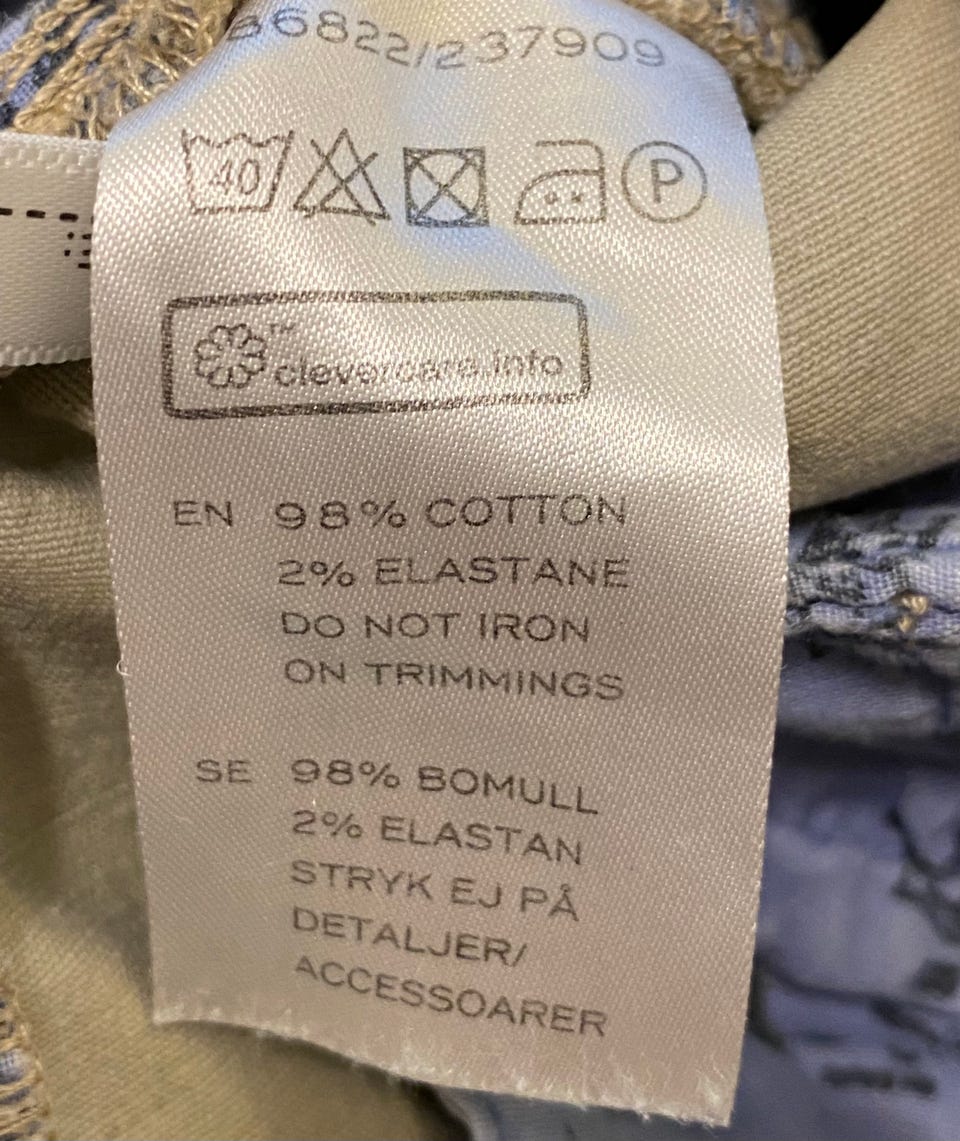 36822/237909
40
P
™
clevercare.info
EN 98% COTTON
2% ELASTANE
DO NOT IRON
ON TRIMMINGS
SE 98% BOMULL
2% ELASTAN
STRYK EJ PÅ
DETALJER/
ACCESSOARER